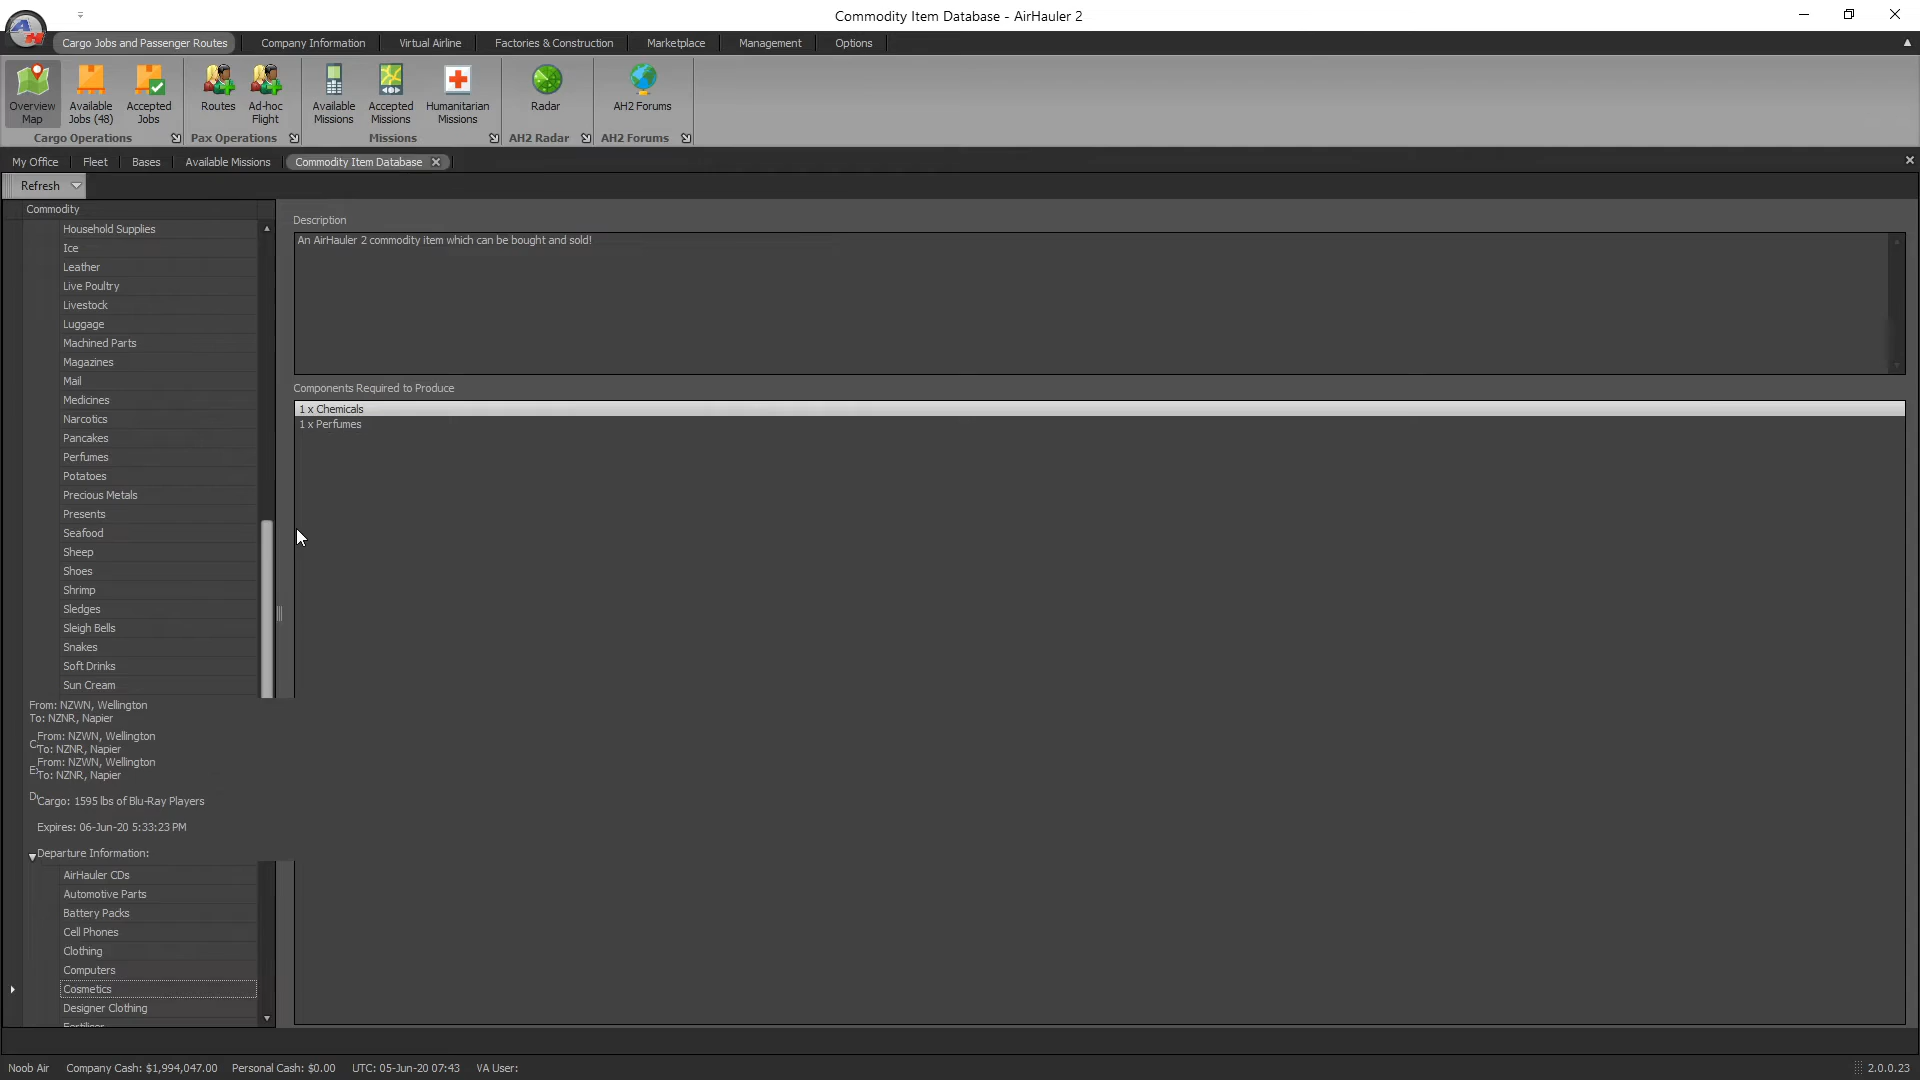 Commodity Item Database - AirHauler 2
Cargo Jobs and Passenger Routes
Company Information
Virtual Airline
Factories & Construction
Marketplace
Management
Options
Overview
Map
Available
Jobs (48)
Accepted
Jobs
Cargo Operations
Routes
Ad-hoc
Flight
Pax Operations
Available
Missions
Accepted
Missions
Humanitarian
Missions
Missions
Radar
AH2 Radar
AH2 Forums
AH2 Forums
My Office
Fleet
Bases
Available Missions
Commodity Item Database
Refresh
Commodity
Household Supplies
Ice
Leather
Live Poultry
Livestock
Luggage
Machined Parts
Magazines
Mail
Medicines
Narcotics
Pancakes
Perfumes
Potatoes
Precious Metals
Presents
Seafood
Sheep
Shoes
Shrimp
Sledges
Sleigh Bells
Snakes
Soft Drinks
Sun Cream
From: NZWN, Wellington
To: NZNR, Napier
From: NZWN, Wellington
To: NZNR, Napier
From: NZWN, Wellington
To: NZNR, Napier
Cargo: 1595 lbs of Blu-Ray Players
Expires: 06-Jun-20 5:33:23 PM
Departure Information:
AirHauler CDs
Automotive Parts
Battery Packs
Cell Phones
Clothing
Computers
Cosmetics
Designer Clothing
Description
An AirHauler 2 commodity item which can be bought and sold!
Components Required to Produce
1 x Chemicals
1 x Perfumes
Noob Air
Company Cash: $1,994,047.00
Personal Cash: $0.00
UTC: 05-Jun-20 07:43
VA User:
2.0.0.23